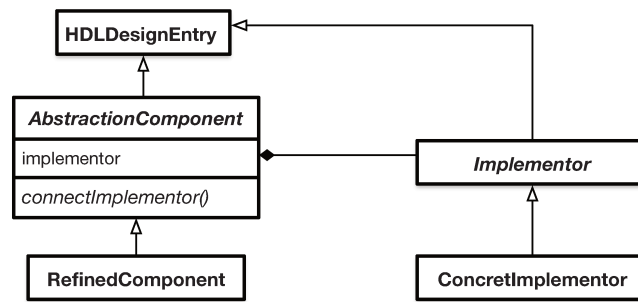 HDLDesignEntry
AbstractionComponent
implementor
connectImplementor()
Implementor
RefinedComponent
ConcretImplementor